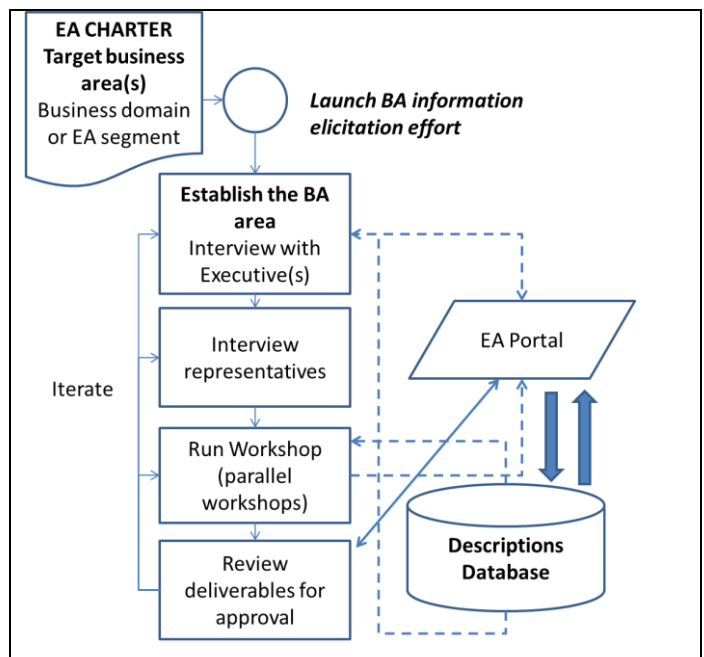 EA CHARTER
Target business
area(s)
Business domain
or EA segment
Launch BA information
elicitation effort
Establish the BA
area
Interview with
Executive(s)
Interview
representatives
EA Portal
Iterate
Run Workshop
(parallel
workshops)
Descriptions
Database
Review
deliverables for
approval